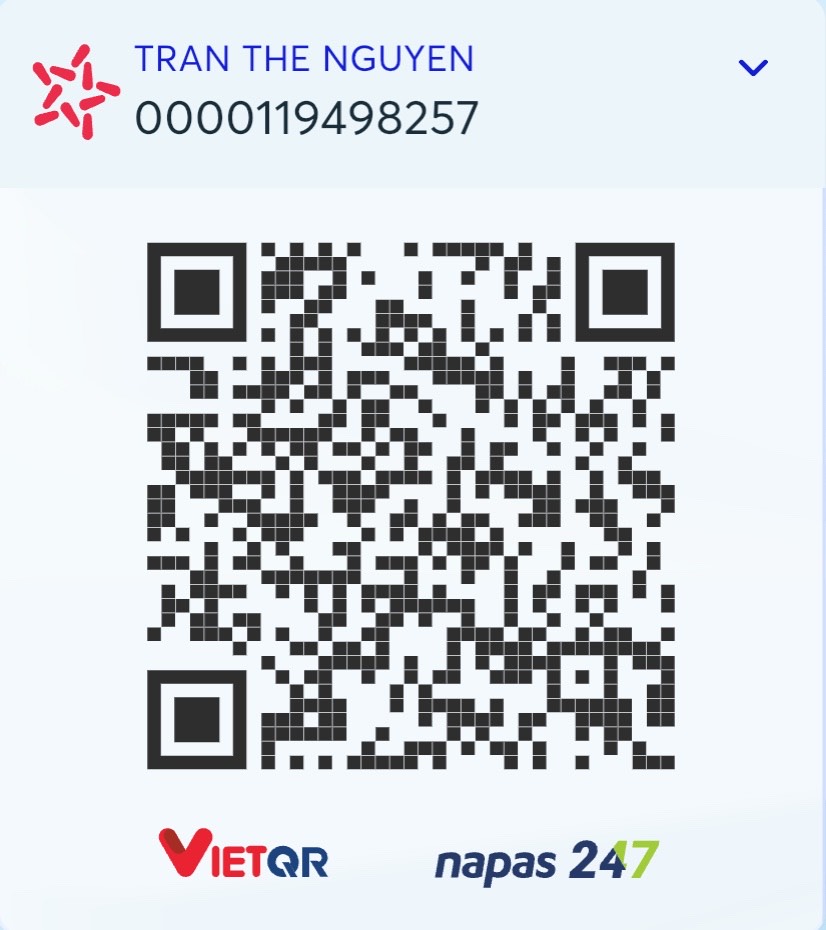 TRAN THE NGUYEN
0000119498257
VIETQR
napas 247